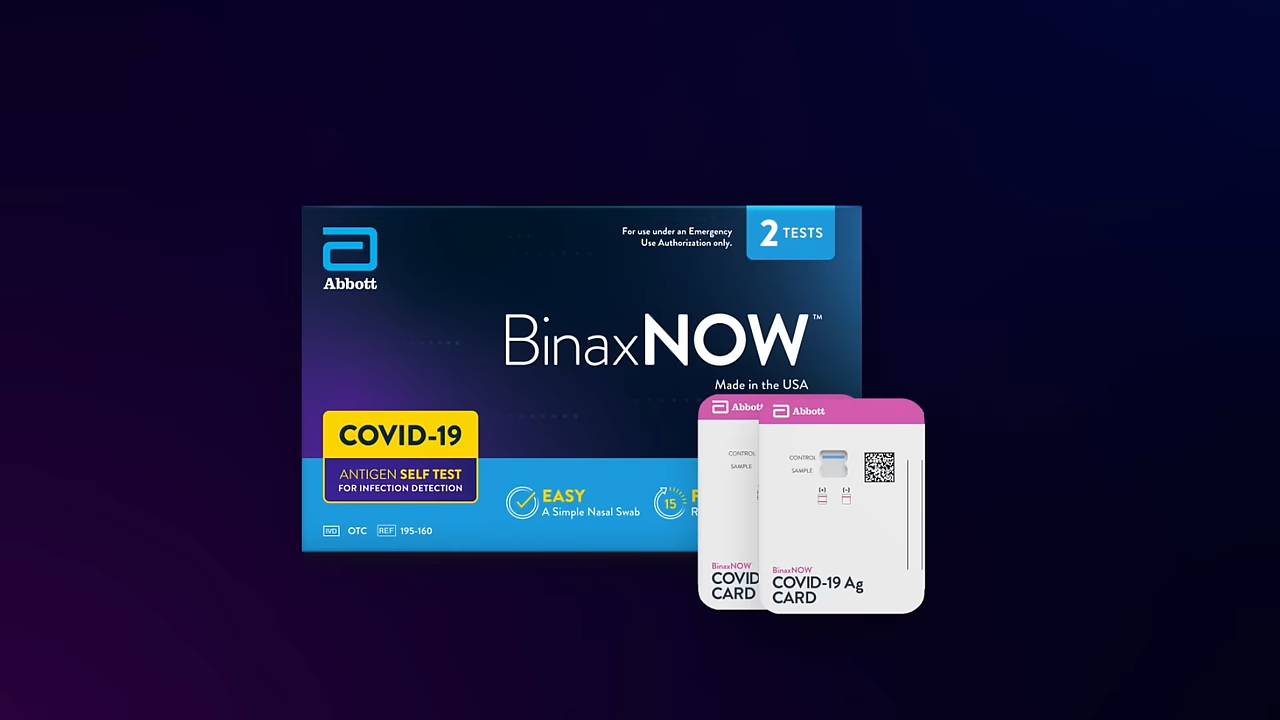 Abbott
For use under an Emergency
Use Authorization only.
2 TESTS
BinaxNOW™
Made in the USA
COVID-19
ANTIGEN SELF TEST
FOR INFECTION DETECTION
EASY
A Simple Nasal Swab
15
IVD OTC REF 195-160
Abbott
CONTROL
SAMPLE
BinaxNOW
COVID
CARD
Abbott
CONTROL
SAMPLE
(+) (-)
BinaxNOW
COVID-19 Ag
CARD